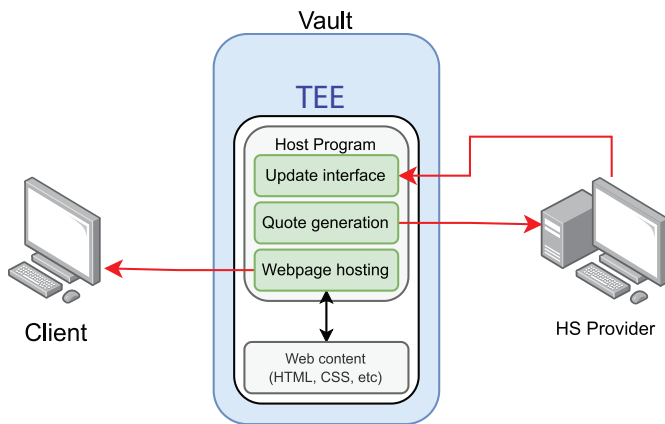 Vault
TEE
Host Program
Update interface
Quote generation
Webpage hosting
Client
HS Provider
Web content
(HTML, CSS, etc)